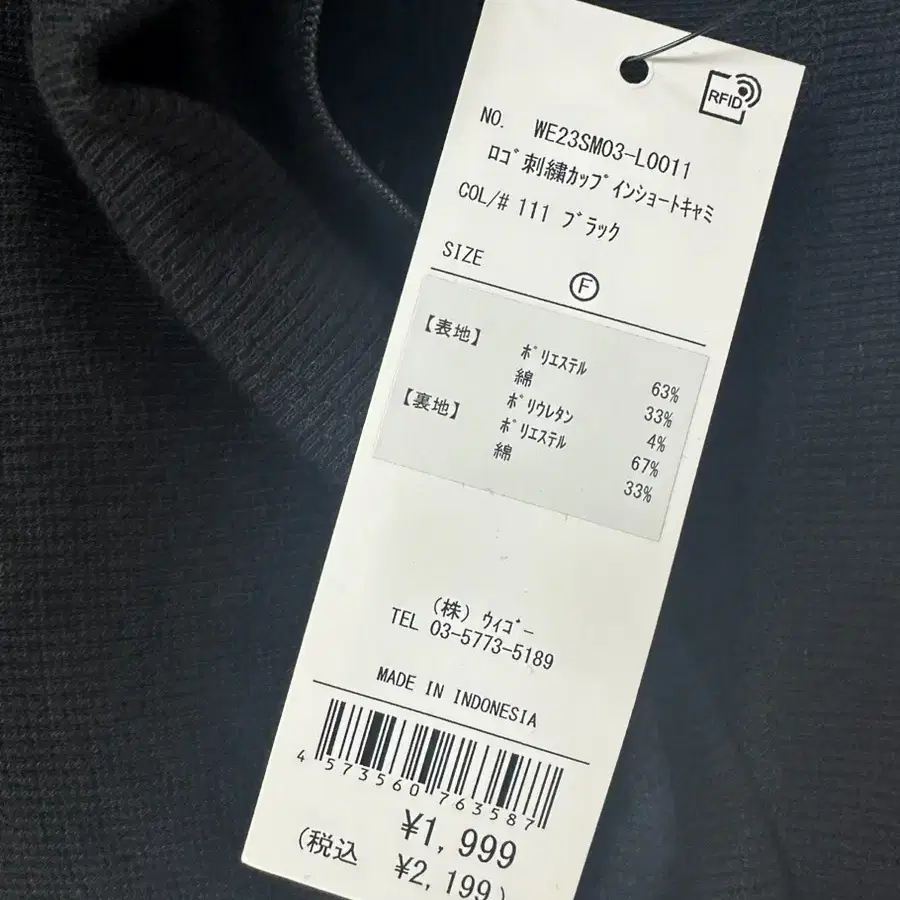 RFID
NO. WE23SM03-L0011
ﾛｺﾞ刺繍ｶｯﾌﾟｲﾝｼｮｰﾄｷｬﾐ
COL/# 111 ﾌﾞﾗｯｸ
SIZE
Ⓕ
【表地】 ﾎﾟﾘｴｽﾃﾙ 63%
綿 33%
ﾎﾟﾘｳﾚﾀﾝ 4%
【裏地】 ﾎﾟﾘｴｽﾃﾙ 67%
綿 33%
(株) ｳｨｺﾞｰ
TEL 03-5773-5189
MADE IN INDONESIA
4 573560 763587
¥1,999
(税込 ¥2,199)